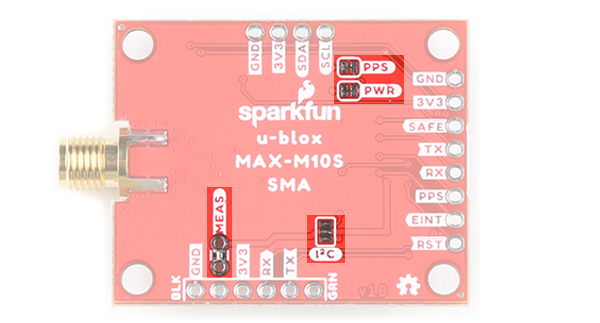 GND
3V3
SDA
SCL
PPS
PWR
GND
3V3
SAFE
TX
RX
PPS
EINT
RST
sparkfun
u-blox
MAX-M10S
SMA
MEAS
I²C
BLK
GND
3V3
RX
TX
GRN
v10